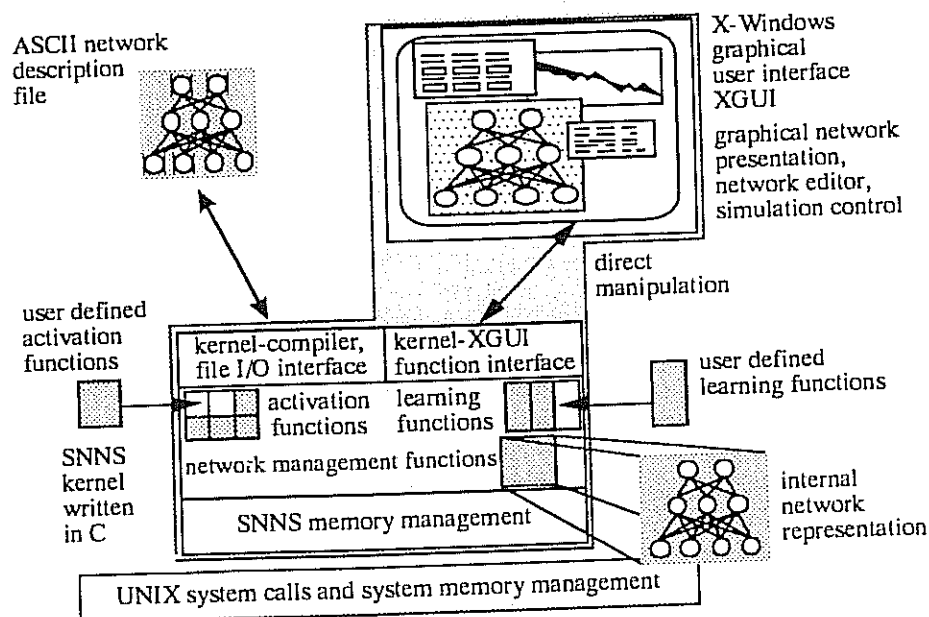 ASCII network
description
file
X-Windows
graphical
user interface
XGUI
graphical network
presentation,
network editor,
simulation control
direct
manipulation
user defined
activation
functions
kernel-compiler,
file I/O interface
kernel-XGUI
function interface
user defined
learning functions
activation
functions
learning
functions
SNNS
kernel
written
in C
network management functions
internal
network
representation
SNNS memory management
UNIX system calls and system memory management